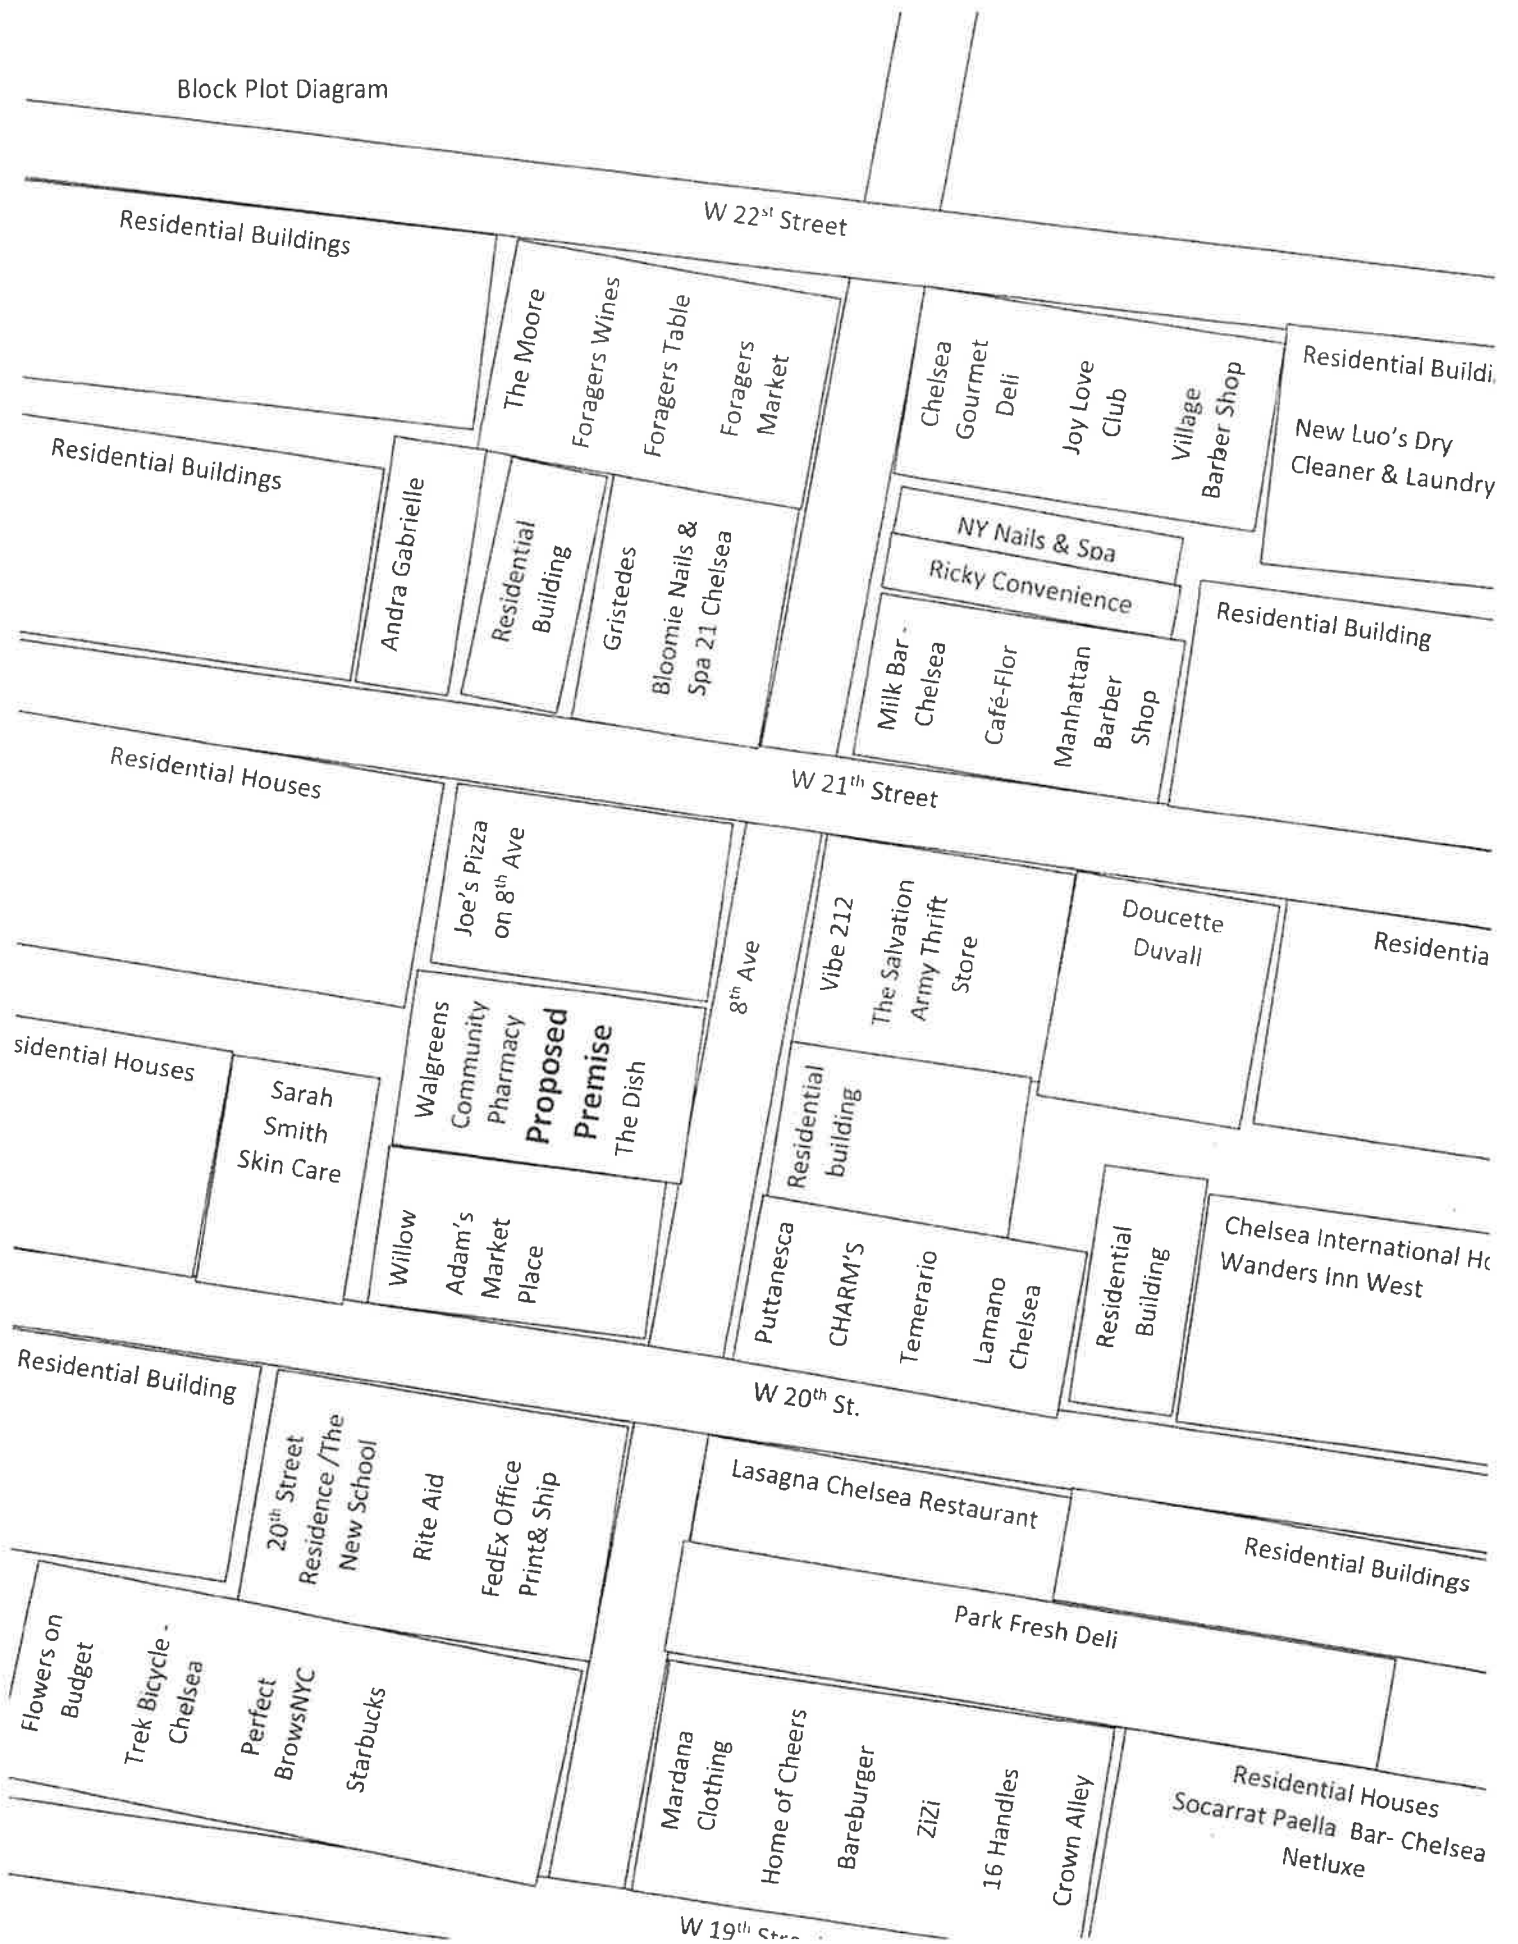 Block Plot Diagram
W 22st Street
Residential Buildings
The Moore
Foragers Wines
Foragers Table
Foragers
Market
Chelsea
Gourmet
Deli
Joy Love
Club
Village
Barber Shop
Residential Buildi
New Luo's Dry
Cleaner & Laundry
Residential Buildings
Andra Gabrielle
Residential
Building
Gristedes
Bloomie Nails &
Spa 21 Chelsea
NY Nails & Spa
Ricky Convenience
Milk Bar -
Chelsea
Café-Flor
Manhattan
Barber
Shop
Residential Building
W 21th Street
Residential Houses
Joe's Pizza
on 8th Ave
8th Ave
Vibe 212
The Salvation
Army Thrift
Store
Doucette
Duvall
Residentia
Walgreens
Community
Pharmacy
Proposed
Premise
The Dish
sidential Houses
Sarah
Smith
Skin Care
Willow
Adam's
Market
Place
Residential
building
Puttanesca
CHARM'S
Temerario
Lamano
Chelsea
Residential
Building
Chelsea International Ho
Wanders Inn West
W 20th St.
Residential Building
20th Street
Residence /The
New School
Rite Aid
FedEx Office
Print& Ship
Lasagna Chelsea Restaurant
Residential Buildings
Park Fresh Deli
Flowers on
Budget
Trek Bicycle -
Chelsea
Perfect
BrowsNYC
Starbucks
Mardana
Clothing
Home of Cheers
Bareburger
ZiZi
16 Handles
Crown Alley
Residential Houses
Socarrat Paella Bar- Chelsea
Netluxe
W 19th Stre